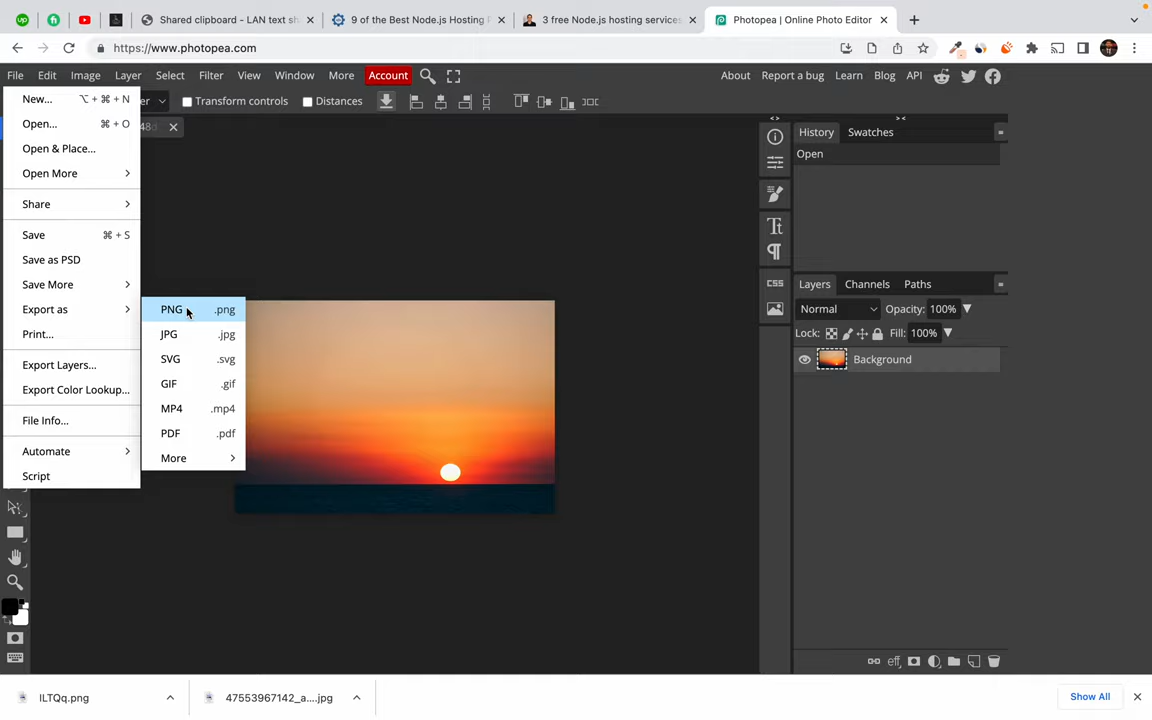 Shared clipboard - LAN text sh
9 of the Best Node.js Hosting P
3 free Node.js hosting services
Photopea | Online Photo Editor
https://www.photopea.com
File Edit Image Layer Select Filter View Window More Account About Report a bug Learn Blog API
er Transform controls Distances
New... ⌥ + ⌘ + N
Open... ⌘ + O
Open & Place...
Open More
Share
Save ⌘ + S
Save as PSD
Save More
Export as
Print...
Export Layers...
Export Color Lookup...
File Info...
Automate
Script
PNG .png
JPG .jpg
SVG .svg
GIF .gif
MP4 .mp4
PDF .pdf
More
CSS
History Swatches
Open
Layers Channels Paths
Normal Opacity: 100%
Lock: Fill: 100%
Background
eff
ILTQq.png
47553967142_a....jpg
Show All